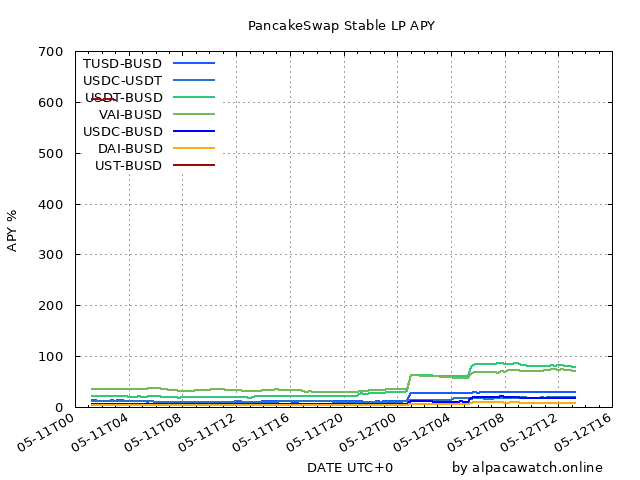 PancakeSwap Stable LP APY
700
600
500
400
300
200
100
0
APY %
TUSD-BUSD
USDC-USDT
USDT-BUSD
VAI-BUSD
USDC-BUSD
DAI-BUSD
UST-BUSD
05-11T00
05-11T04
05-11T08
05-11T12
05-11T16
05-11T20
05-12T00
05-12T04
05-12T08
05-12T12
05-12T16
DATE UTC+0
by alpacawatch.online